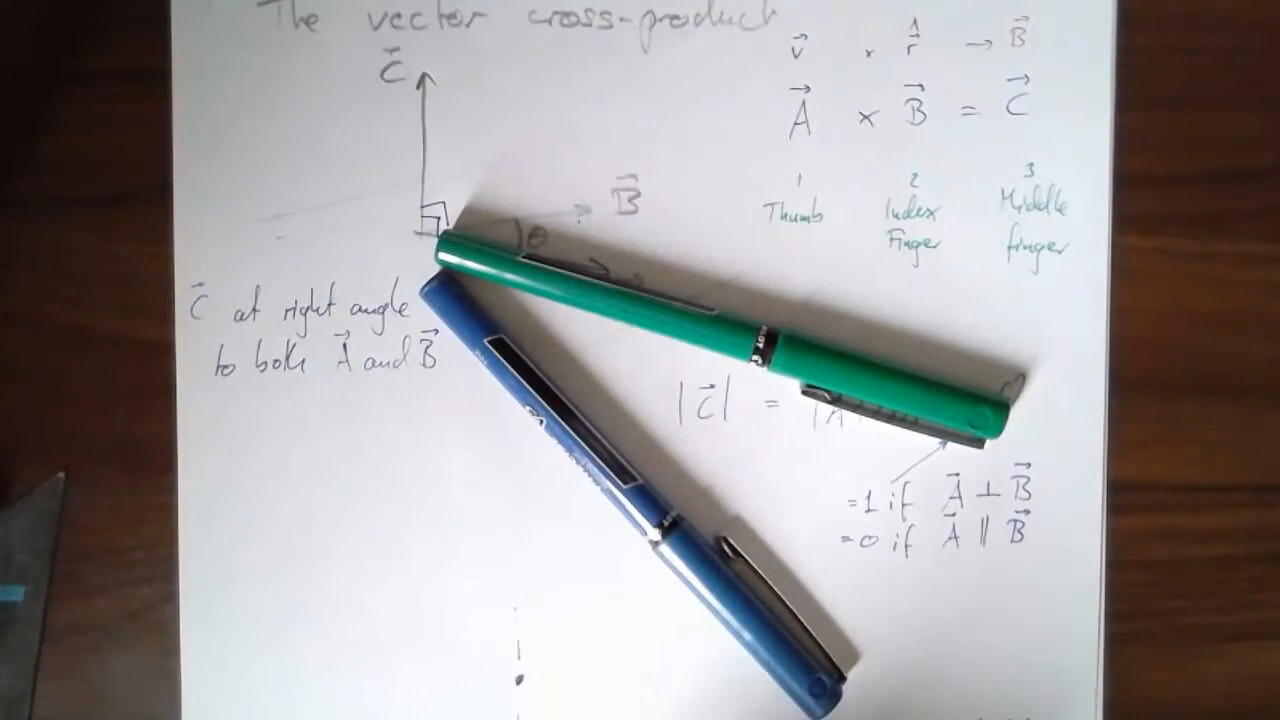 The vector cross-product
v⃗ × r̂ → B⃗
A⃗ × B⃗ = C⃗
1 2 3
Thumb Index Finger Middle finger
C⃗
B⃗
θ
C⃗ at right angle
to both A⃗ and B⃗
|C⃗| = |A⃗
=1 if A⃗ ⊥ B⃗
=0 if A⃗ ∥ B⃗
PILOT